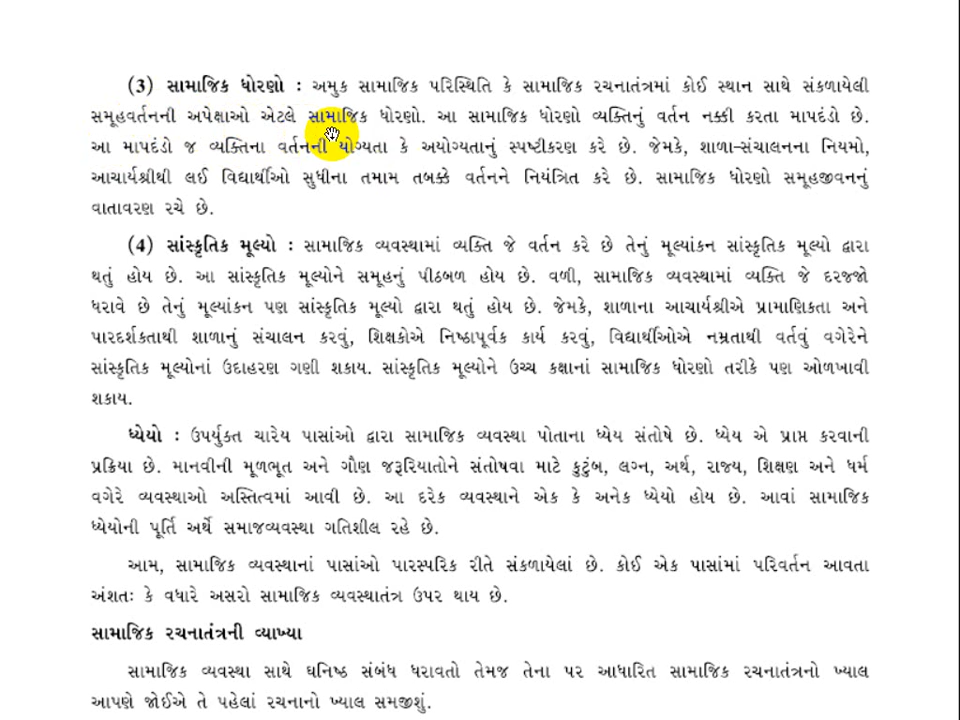 (3) સામાજિક ધોરણો : અમુક સામાજિક પરિસ્થિતિ કે સામાજિક રચનાતંત્રમાં કોઈ સ્થાન સાથે સંકળાયેલી
સમૂહવર્તનની અપેક્ષાઓ એટલે સામાજિક ધોરણો. આ સામાજિક ધોરણો વ્યક્તિનું વર્તન નક્કી કરતા માપદંડો છે.
આ માપદંડો જ વ્યક્તિના વર્તનની યોગ્યતા કે અયોગ્યતાનું સ્પષ્ટીકરણ કરે છે. જેમકે, શાળા-સંચાલનના નિયમો,
આચાર્યશ્રીથી લઈ વિદ્યાર્થીઓ સુધીના તમામ તબક્કે વર્તનને નિયંત્રિત કરે છે. સામાજિક ધોરણો સમૂહજીવનનું
વાતાવરણ રચે છે.
(4) સાંસ્કૃતિક મૂલ્યો : સામાજિક વ્યવસ્થામાં વ્યક્તિ જે વર્તન કરે છે તેનું મૂલ્યાંકન સાંસ્કૃતિક મૂલ્યો દ્વારા
થતું હોય છે. આ સાંસ્કૃતિક મૂલ્યોને સમૂહનું પીઠબળ હોય છે. વળી, સામાજિક વ્યવસ્થામાં વ્યક્તિ જે દરજ્જો
ધરાવે છે તેનું મૂલ્યાંકન પણ સાંસ્કૃતિક મૂલ્યો દ્વારા થતું હોય છે. જેમકે, શાળાના આચાર્યશ્રીએ પ્રામાણિકતા અને
પારદર્શકતાથી શાળાનું સંચાલન કરવું, શિક્ષકોએ નિષ્ઠાપૂર્વક કાર્ય કરવું, વિદ્યાર્થીઓએ નમ્રતાથી વર્તવું વગેરેને
સાંસ્કૃતિક મૂલ્યોનાં ઉદાહરણ ગણી શકાય. સાંસ્કૃતિક મૂલ્યોને ઉચ્ચ કક્ષાનાં સામાજિક ધોરણો તરીકે પણ ઓળખાવી
શકાય.
ધ્યેયો : ઉપર્યુક્ત ચારેય પાસાંઓ દ્વારા સામાજિક વ્યવસ્થા પોતાના ધ્યેય સંતોષે છે. ધ્યેય એ પ્રાપ્ત કરવાની
પ્રક્રિયા છે. માનવીની મૂળભૂત અને ગૌણ જરૂરિયાતોને સંતોષવા માટે કુટુંબ, લગ્ન, અર્થ, રાજ્ય, શિક્ષણ અને ધર્મ
વગેરે વ્યવસ્થાઓ અસ્તિત્વમાં આવી છે. આ દરેક વ્યવસ્થાને એક કે અનેક ધ્યેયો હોય છે. આવાં સામાજિક
ધ્યેયોની પૂર્તિ અર્થે સમાજવ્યવસ્થા ગતિશીલ રહે છે.
આમ, સામાજિક વ્યવસ્થાનાં પાસાંઓ પારસ્પરિક રીતે સંકળાયેલાં છે. કોઈ એક પાસાંમાં પરિવર્તન આવતા
અંશતઃ કે વધારે અસરો સામાજિક વ્યવસ્થાતંત્ર ઉપર થાય છે.
સામાજિક રચનાતંત્રની વ્યાખ્યા
સામાજિક વ્યવસ્થા સાથે ઘનિષ્ઠ સંબંધ ધરાવતો તેમજ તેના પર આધારિત સામાજિક રચનાતંત્રનો ખ્યાલ
આપણે જોઈએ તે પહેલાં રચનાનો ખ્યાલ સમજીશું.